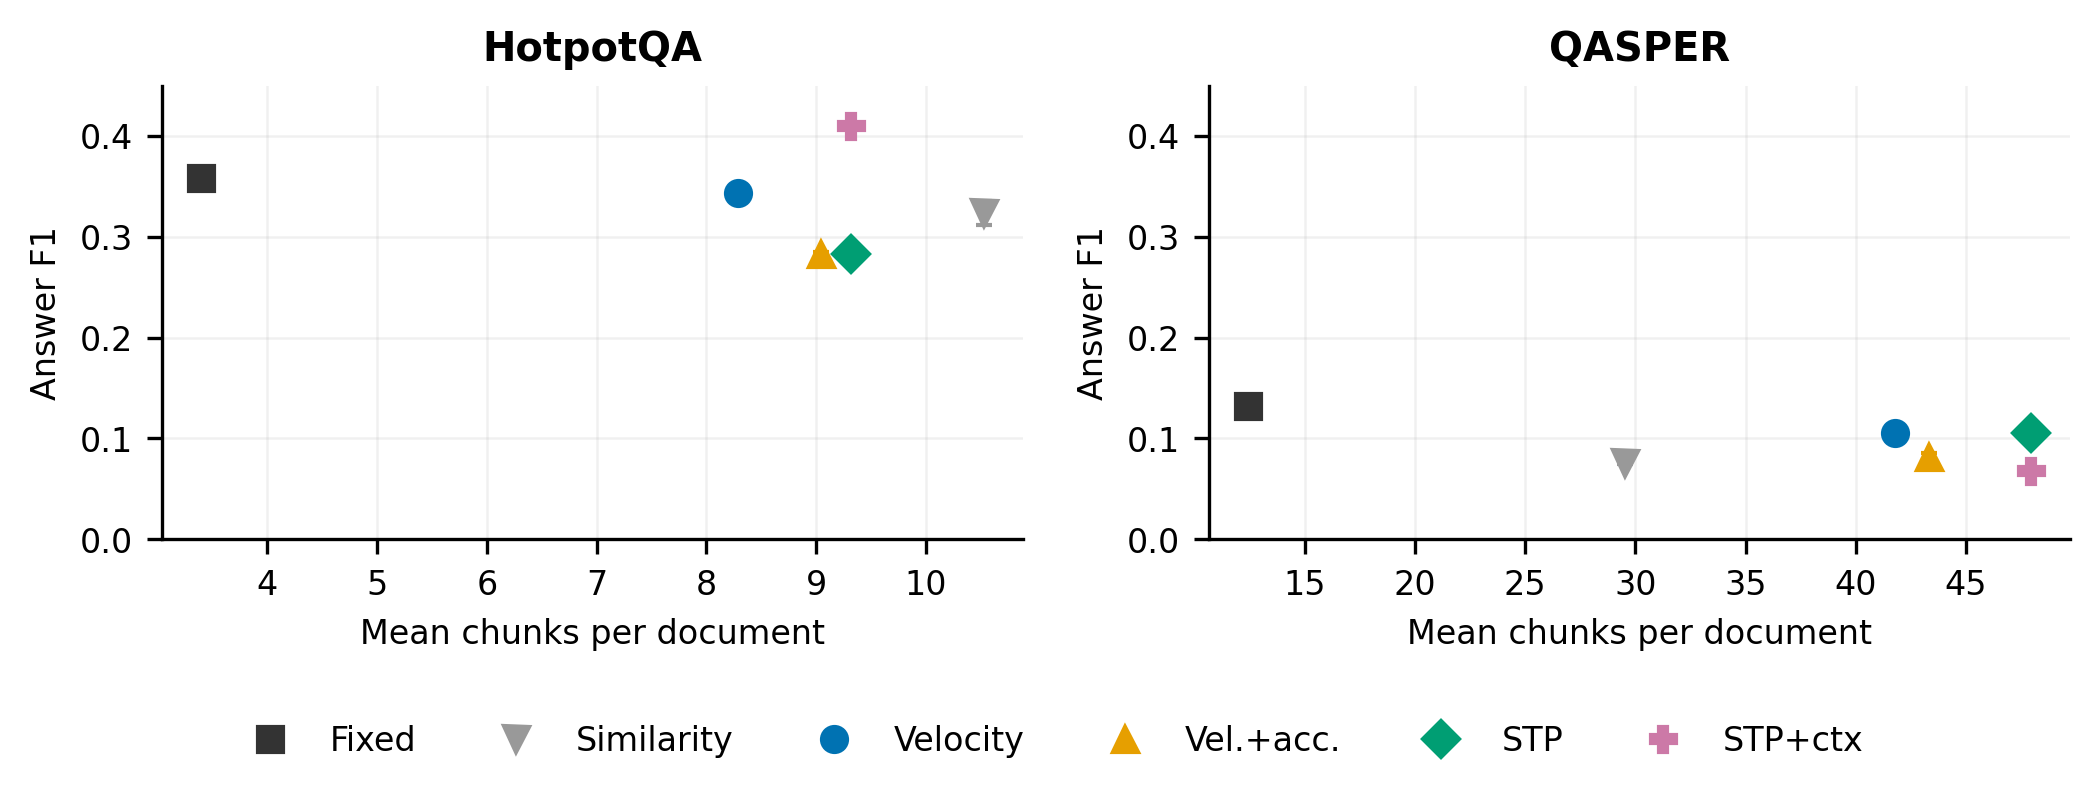 HotpotQA
QASPER
Answer F1
0.4
0.3
0.2
0.1
0.0
4 5 6 7 8 9 10
Mean chunks per document
Answer F1
0.4
0.3
0.2
0.1
0.0
15 20 25 30 35 40 45
Mean chunks per document
Fixed Similarity Velocity Vel.+acc. STP STP+ctx